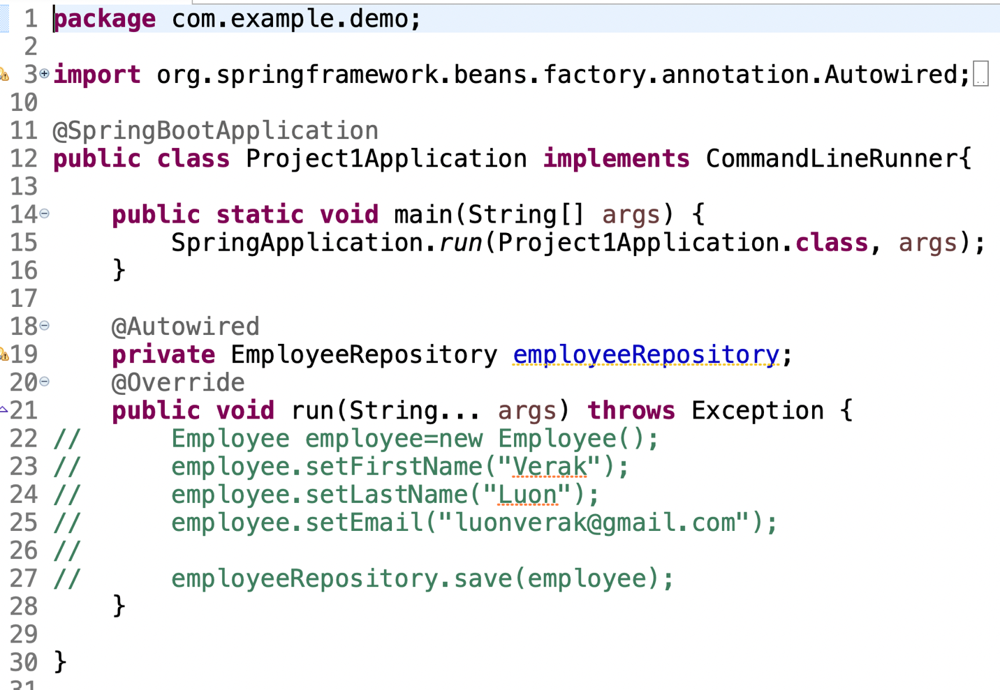 1 package com.example.demo;
2
3 import org.springframework.beans.factory.annotation.Autowired;
10
11 @SpringBootApplication
12 public class Project1Application implements CommandLineRunner{
13
14     public static void main(String[] args) {
15         SpringApplication.run(Project1Application.class, args);
16     }
17
18     @Autowired
19     private EmployeeRepository employeeRepository;
20     @Override
21     public void run(String... args) throws Exception {
22 //      Employee employee=new Employee();
23 //      employee.setFirstName("Verak");
24 //      employee.setLastName("Luon");
25 //      employee.setEmail("luonverak@gmail.com");
26 //
27 //      employeeRepository.save(employee);
28     }
29
30 }
31